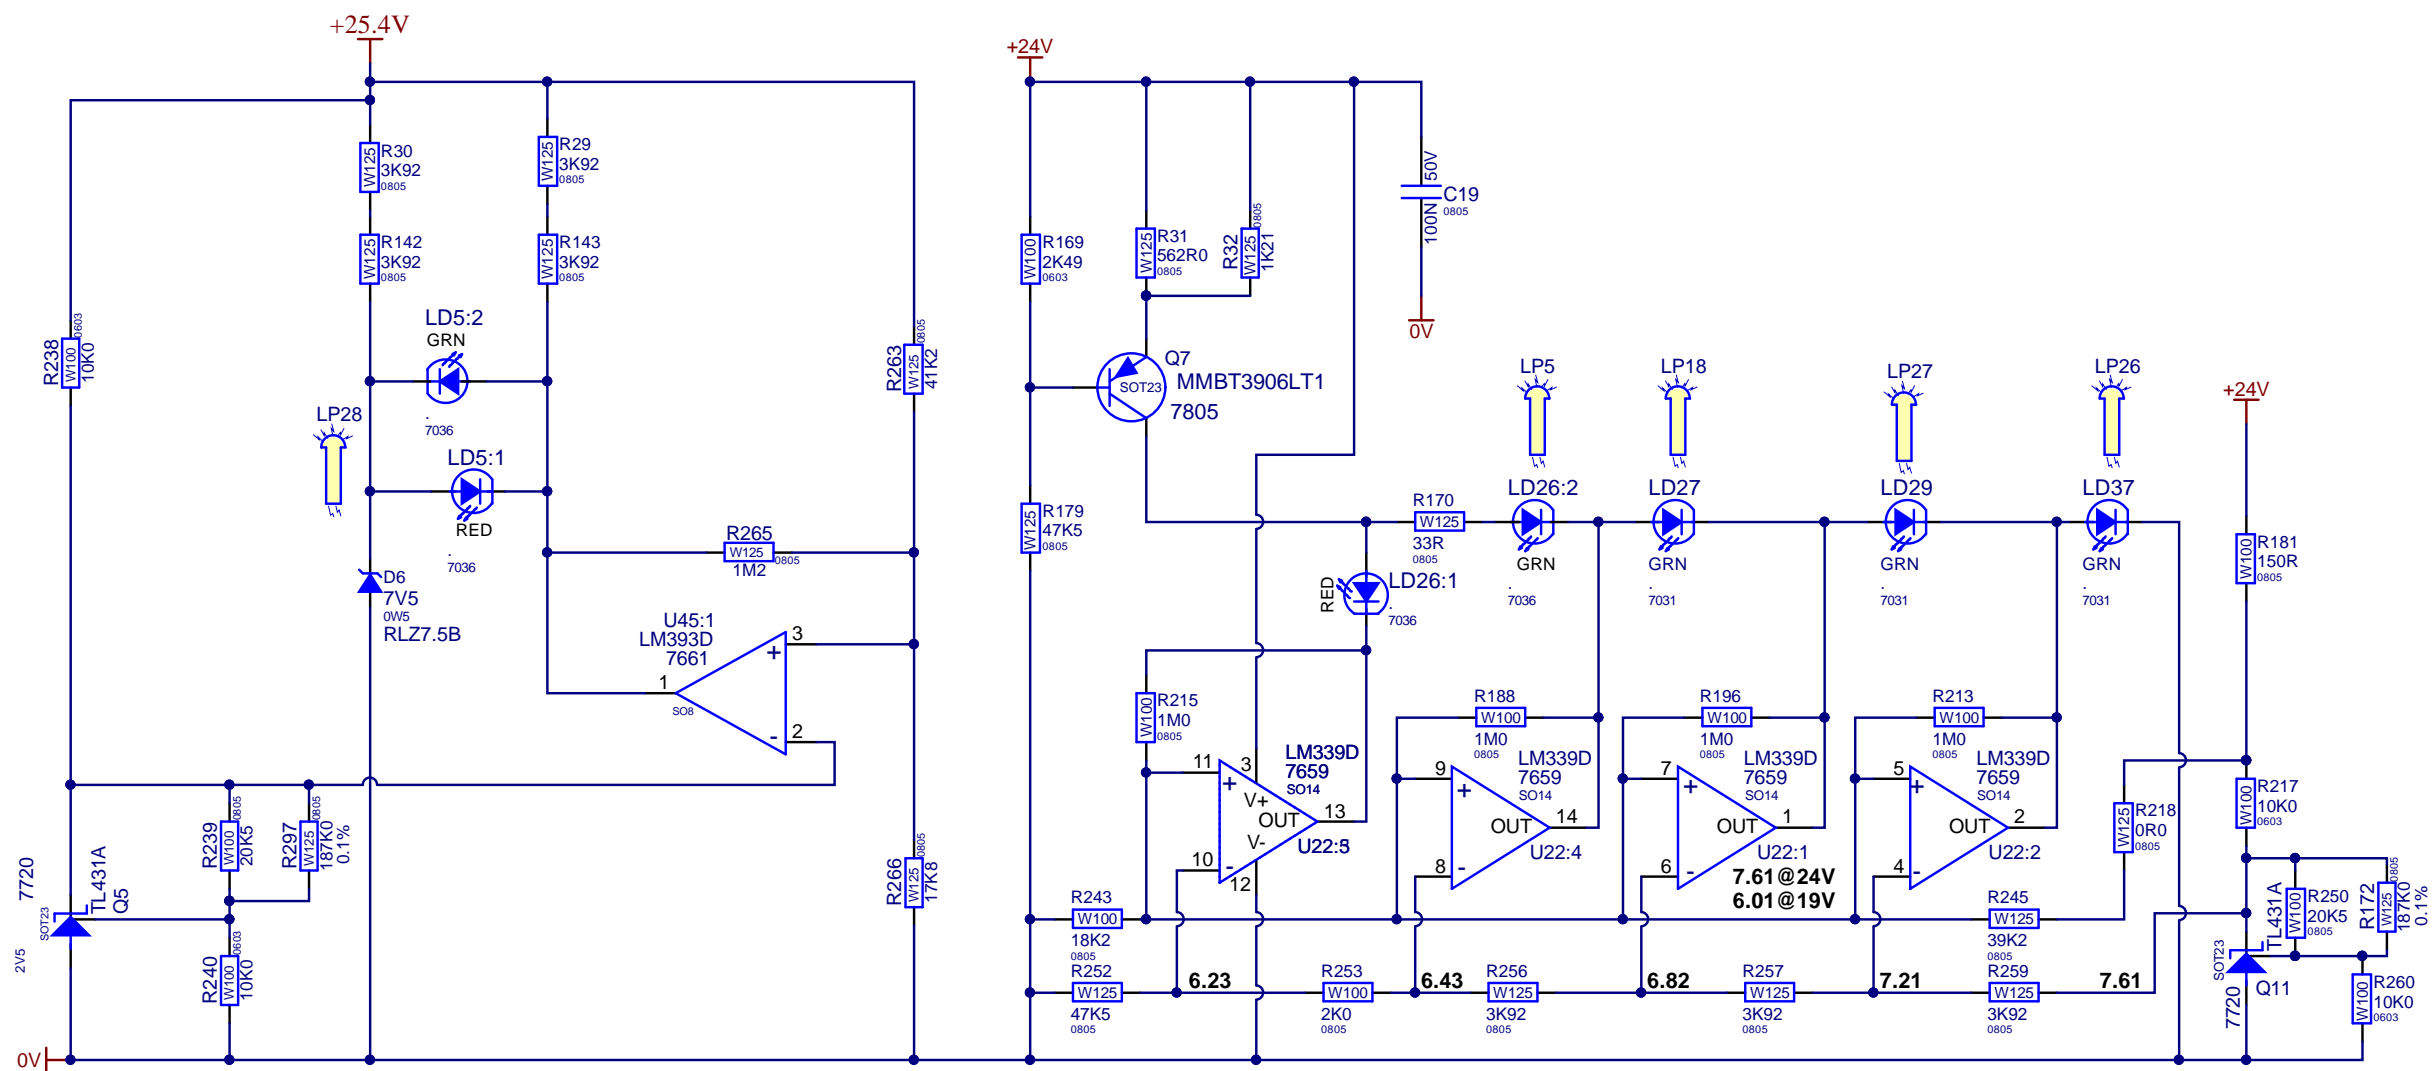 +25.4V
R30
3K92
0805
W125
R29
3K92
0805
W125
R142
3K92
0805
W125
R143
3K92
0805
W125
R238
W100
10K0
0603
LD5:2
GRN
.
7036
LP28
LD5:1
RED
.
7036
R263
W125
41K2
0805
R265
W125
1M2
0805
D6
7V5
0W5
RLZ7.5B
U45:1
LM393D
7661
SO8
1
3
+
2
-
R239
W100
20K5
0805
R297
W125
187K0
0805
0.1%
7720
SOT23
TL431A
Q5
2V5
R240
W100
10K0
0603
R266
W125
17K8
0805
0V
+24V
R169
2K49
0603
W100
R31
562R0
0805
W125
R32
W125
1K21
0805
50V
C19
0805
100N
0V
Q7
SOT23
MMBT3906LT1
7805
R179
47K5
0805
W125
R170
W125
33R
0805
RED
LD26:1
.
7036
LP5
LD26:2
GRN
.
7036
LP18
LD27
GRN
.
7031
LP27
LD29
GRN
.
7031
LP26
LD37
GRN
.
7031
+24V
R181
150R
0805
W100
R215
1M0
0805
W100
R188
W100
1M0
0805
R196
W100
1M0
0805
R213
W100
1M0
0805
LM339D
7659
SO14
11
+
3
V+
OUT
13
V-
10
-
12
LM339D
7659
SO14
9
+
OUT
14
8
-
U22:4
LM339D
7659
SO14
7
+
OUT
1
6
-
U22:1
7.61@24V
6.01@19V
LM339D
7659
SO14
5
+
OUT
2
4
-
U22:2
R218
0R0
0805
W125
R217
10K0
0603
W100
R243
W100
18K2
0805
R245
W125
39K2
0805
R252
W125
47K5
0805
6.23
R253
W100
2K0
0805
6.43
R256
W125
3K92
0805
6.82
R257
W125
3K92
0805
7.21
R259
W125
3K92
0805
7.61
TL431A
SOT23
7720
Q11
R250
20K5
0805
W100
R172
W125
187K0
0805
0.1%
R260
10K0
0603
W100